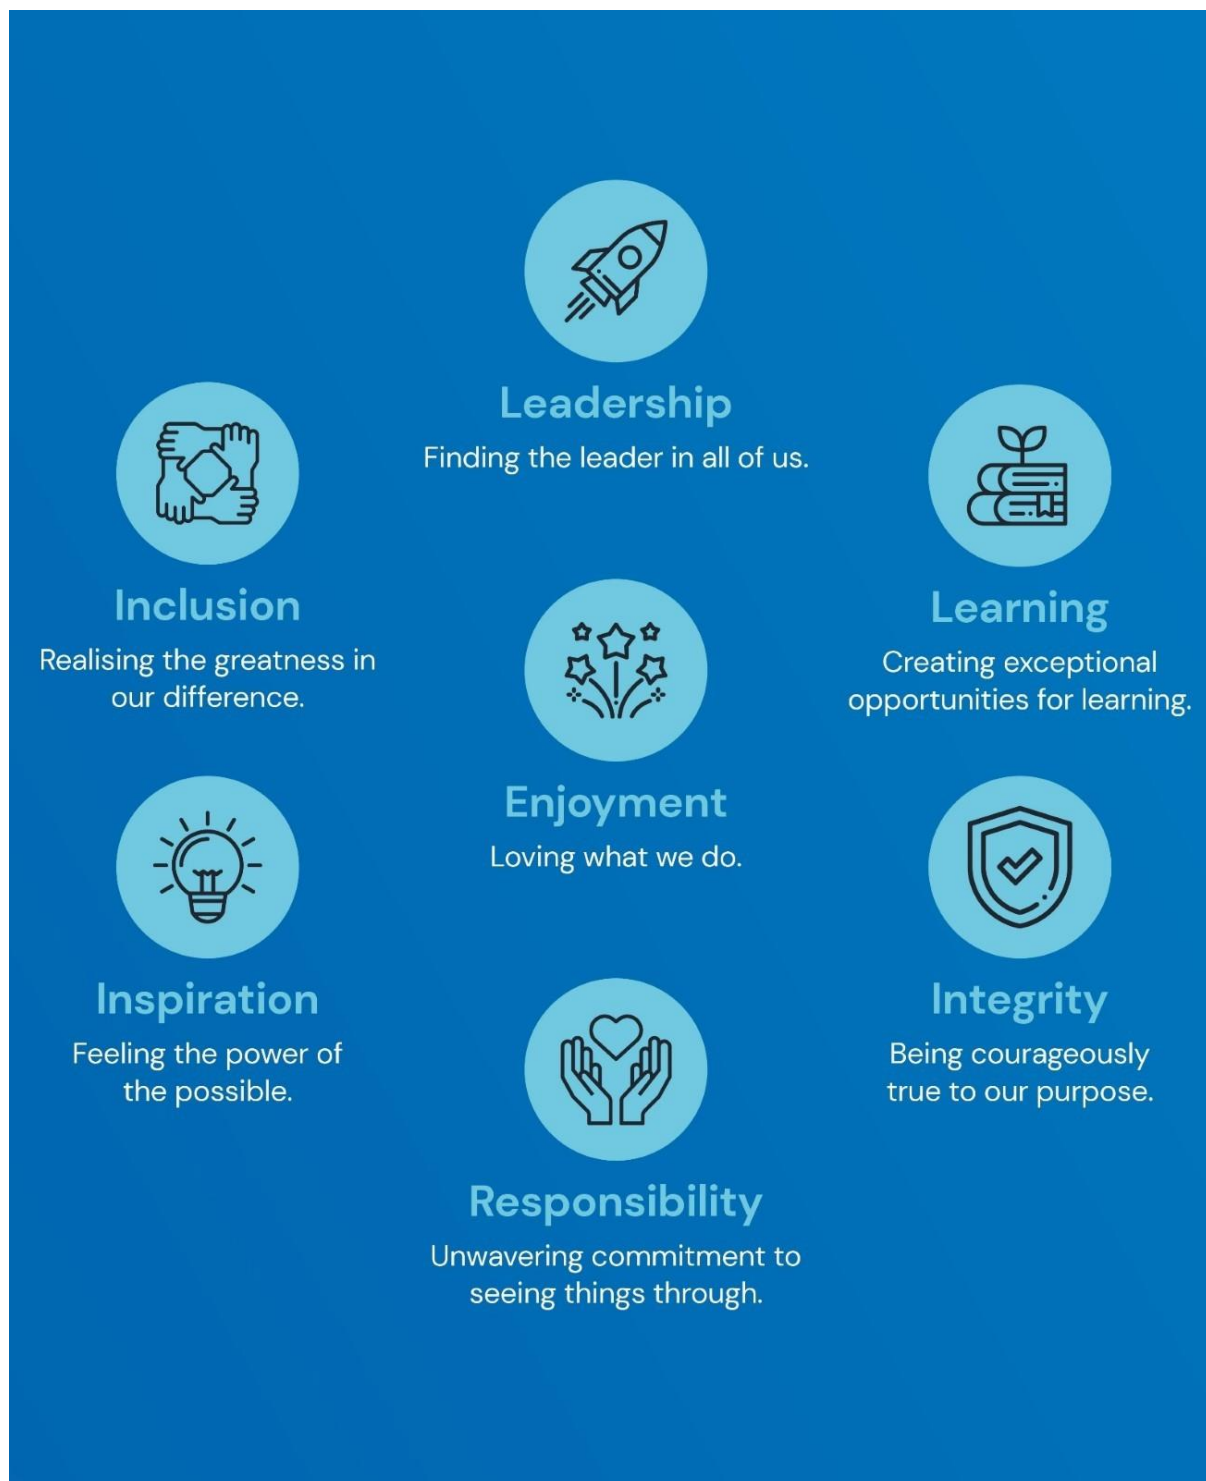 Leadership
Finding the leader in all of us.
Inclusion
Realising the greatness in
our difference.
Learning
Creating exceptional
opportunities for learning.
Enjoyment
Loving what we do.
Inspiration
Feeling the power of
the possible.
Integrity
Being courageously
true to our purpose.
Responsibility
Unwavering commitment to
seeing things through.